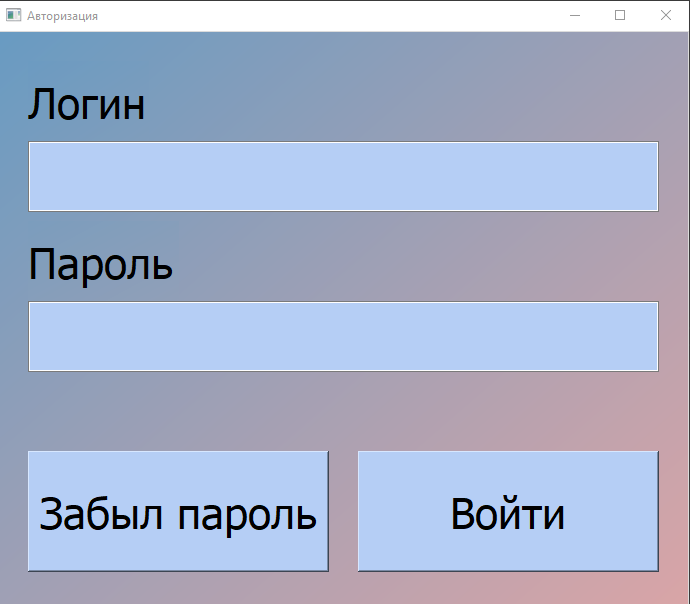 Авторизация
Логин
Пароль
Забыл пароль
Войти